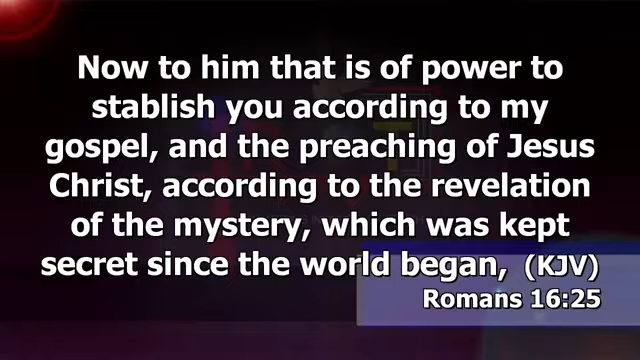 Now to him that is of power to
stablish you according to my
gospel, and the preaching of Jesus
Christ, according to the revelation
of the mystery, which was kept
secret since the world began, (KJV)
Romans 16:25